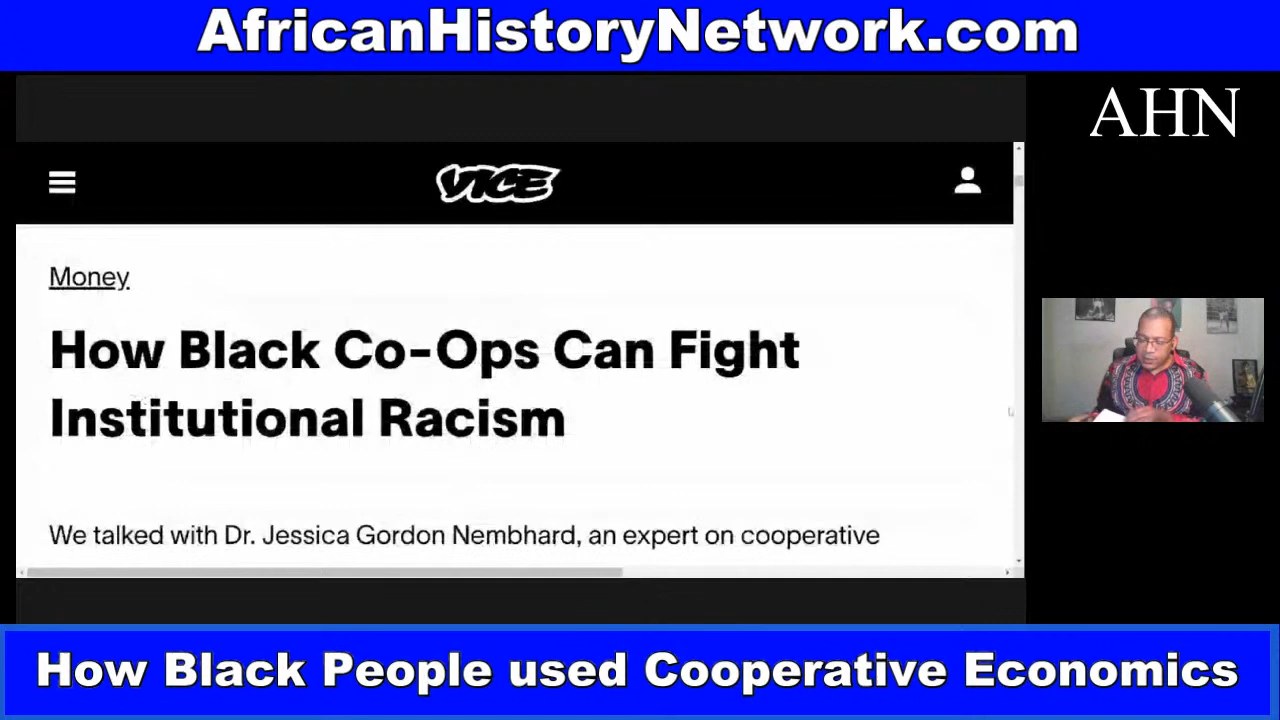 AfricanHistoryNetwork.com
AHN
VICE
Money
How Black Co-Ops Can Fight
Institutional Racism
We talked with Dr. Jessica Gordon Nembhard, an expert on cooperative
How Black People used Cooperative Economics